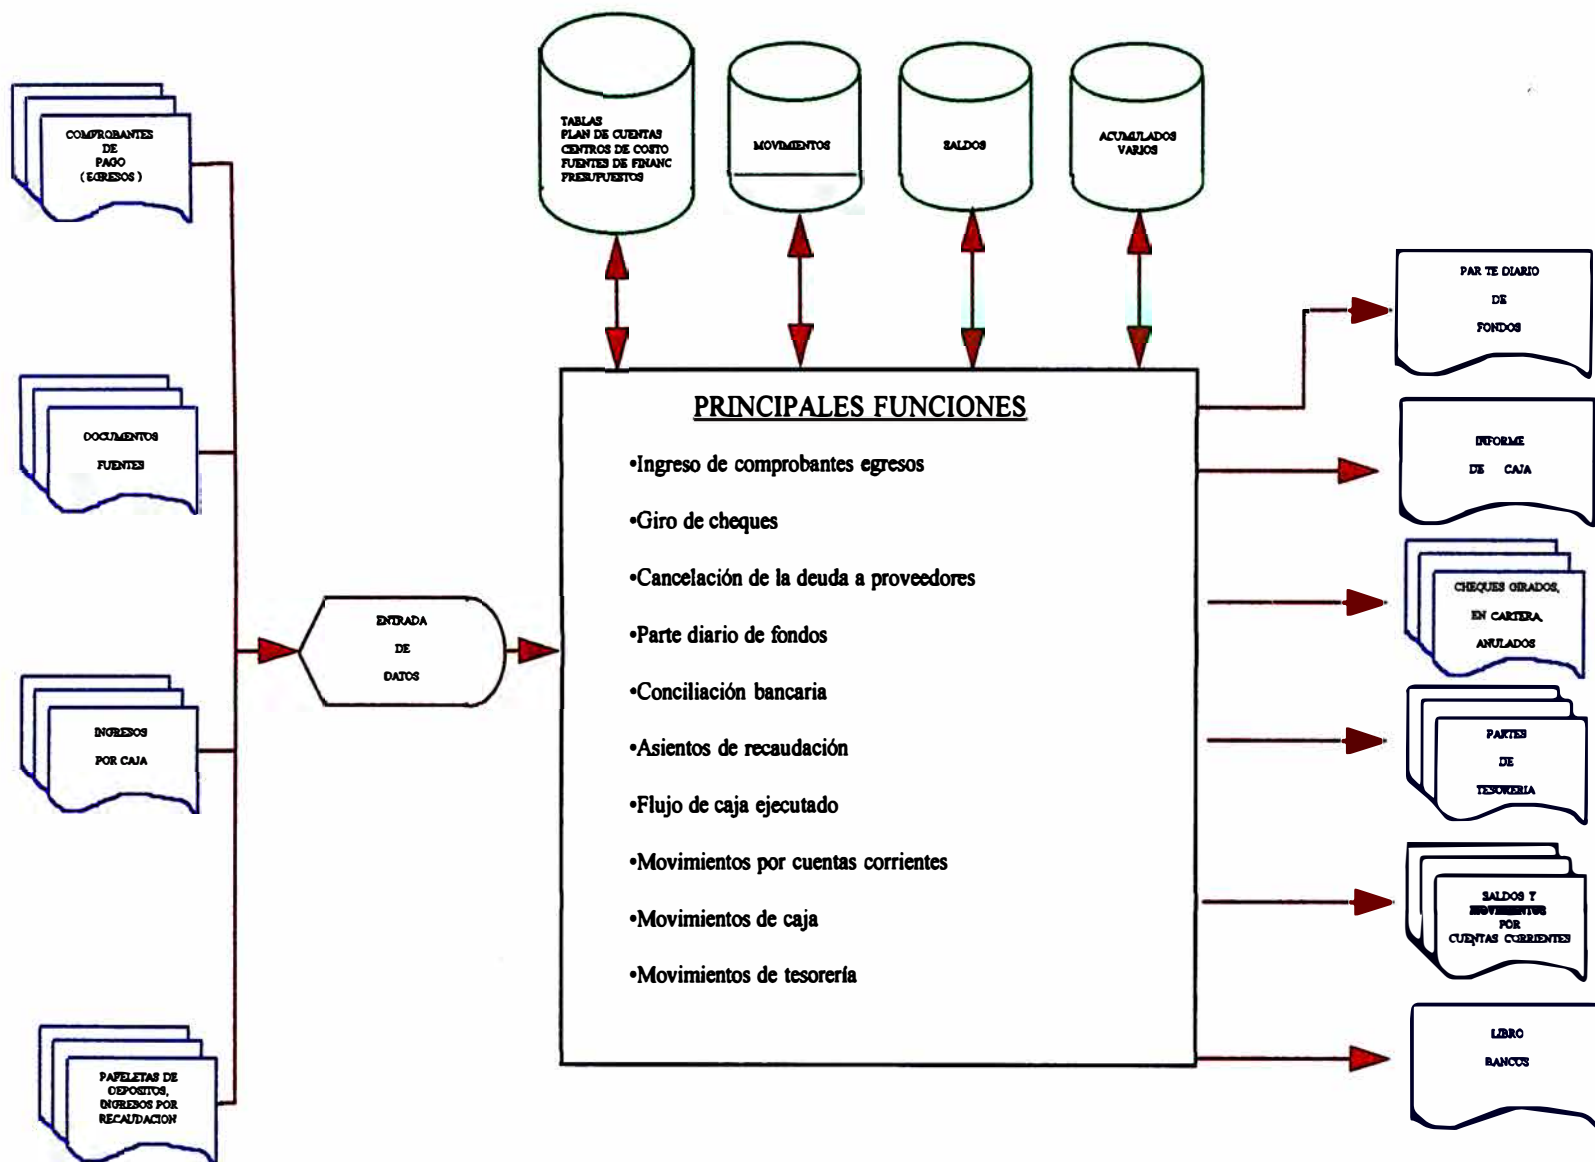 COMPROBANTES
DE
PAGO
( EGRESOS )
DOCUMENTOS
FUENTES
INGRESOS
POR CAJA
PAPELETAS DE
DEPOSITOS,
INGRESOS POR
RECAUDACION
ENTRADA
DE
DATOS
TABLAS
PLAN DE CUENTAS
CENTROS DE COSTO
FUENTES DE FINANC
PRESUPUESTOS
MOVIMIENTOS
SALDOS
ACUMULADOS
VARIOS
PRINCIPALES FUNCIONES
•Ingreso de comprobantes egresos
•Giro de cheques
•Cancelación de la deuda a proveedores
•Parte diario de fondos
•Conciliación bancaria
•Asientos de recaudación
•Flujo de caja ejecutado
•Movimientos por cuentas corrientes
•Movimientos de caja
•Movimientos de tesorería
PAR TE DIARIO
DE
FONDOS
INFORME
DE CAJA
CHEQUES GIRADOS,
EN CARTERA,
ANULADOS
PARTES
DE
TESORERIA
SALDOS Y
MOVIMIENTOS
POR
CUENTAS CORRIENTES
LIBRO
BANCOS